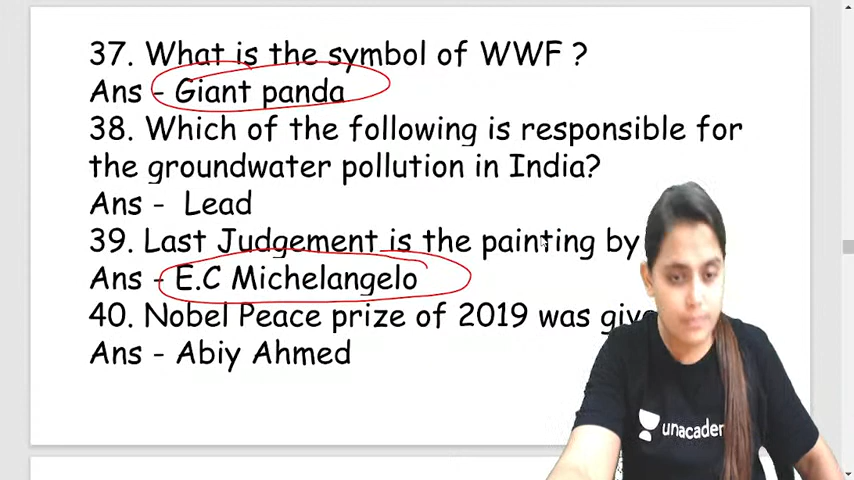 37. What is the symbol of WWF ?
Ans - Giant panda
38. Which of the following is responsible for
the groundwater pollution in India?
Ans - Lead
39. Last Judgement is the painting by
Ans - E.C Michelangelo
40. Nobel Peace prize of 2019 was
Ans - Abiy Ahmed
unacadem